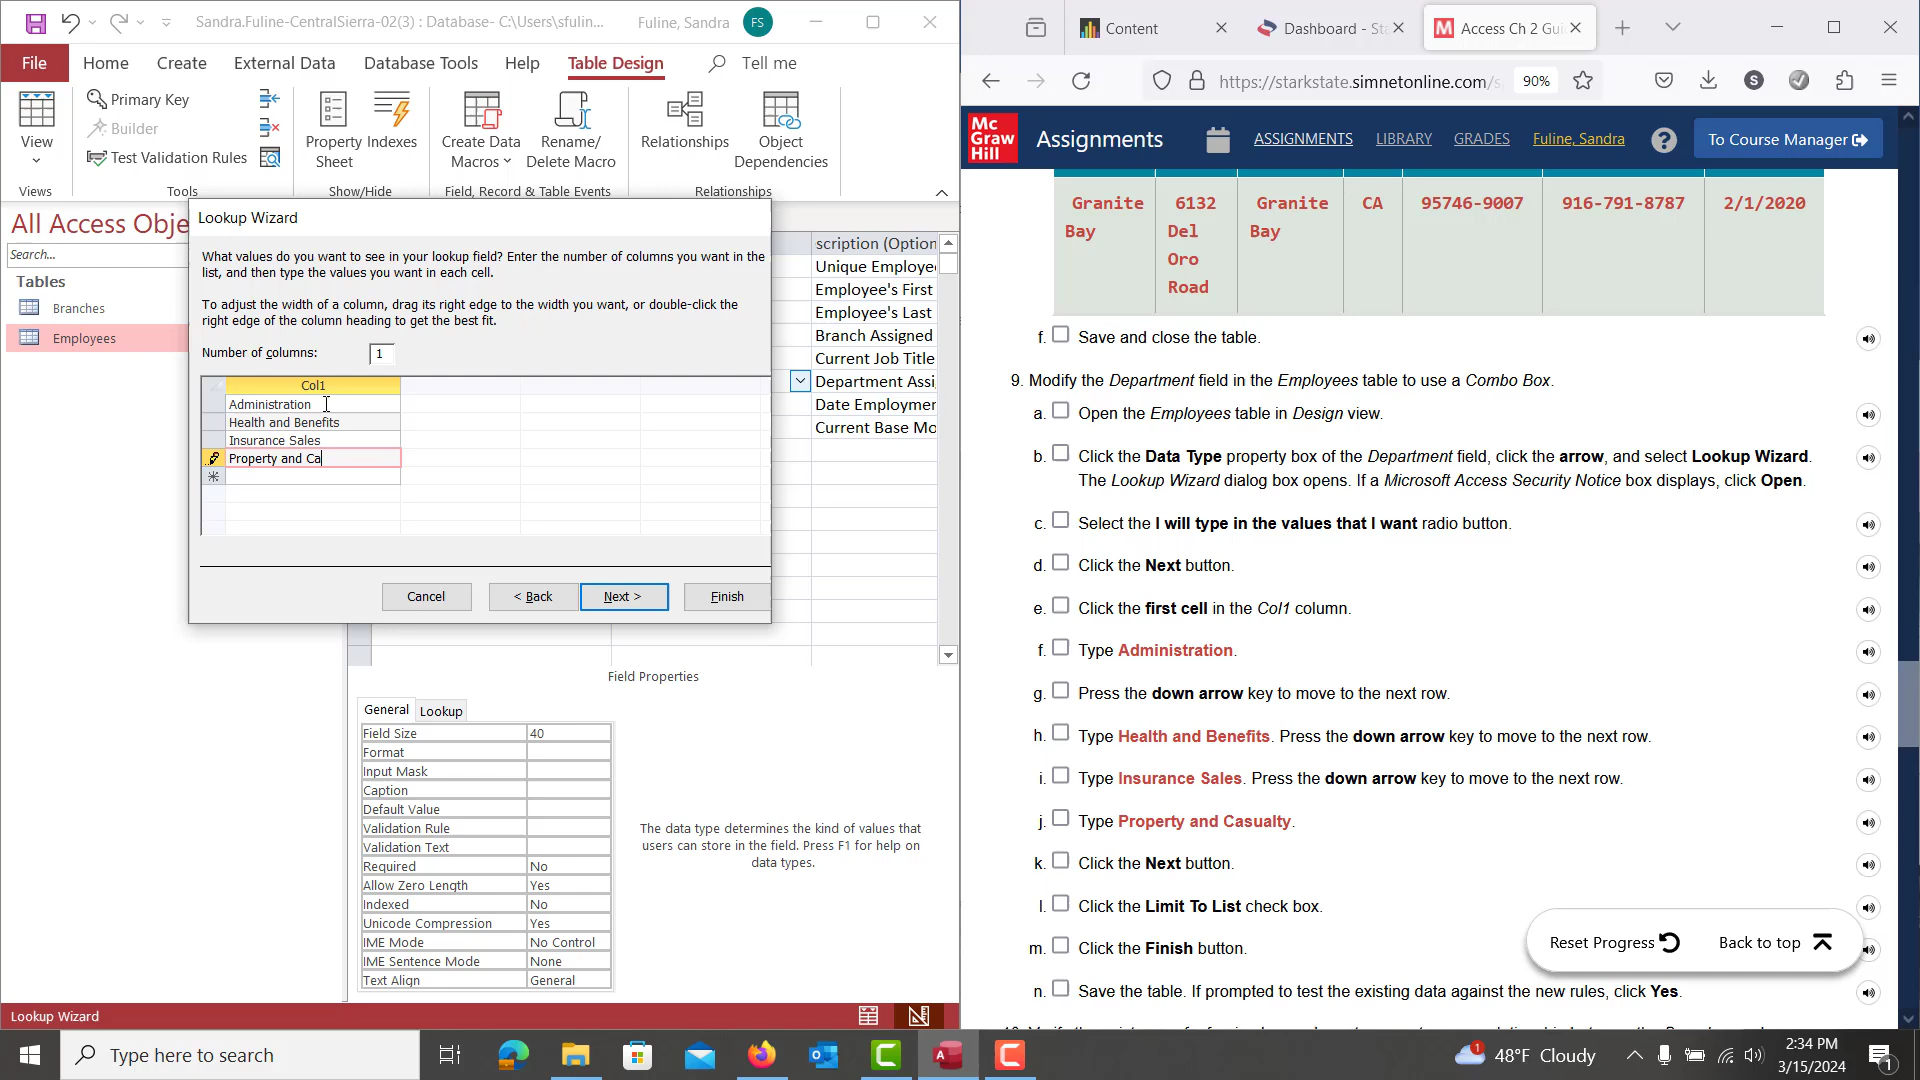 Sandra.Fuline-CentralSierra-02(3) : Database- C:\Users\sfulin...
Fuline, Sandra
FS
File
Home
Create
External Data
Database Tools
Help
Table Design
Tell me
View
Primary Key
Builder
Test Validation Rules
Property Sheet
Indexes
Create Data Macros
Rename/ Delete Macro
Relationships
Object Dependencies
Views
Tools
Show/Hide
Field, Record & Table Events
Relationships
All Access Obje
Search...
Tables
Branches
Employees
Lookup Wizard
What values do you want to see in your lookup field? Enter the number of columns you want in the
list, and then type the values you want in each cell.
To adjust the width of a column, drag its right edge to the width you want, or double-click the
right edge of the column heading to get the best fit.
Number of columns:
1
Col1
Administration
Health and Benefits
Insurance Sales
Property and Ca
Cancel
< Back
Next >
Finish
scription (Option
Unique Employee
Employee's First
Employee's Last
Branch Assigned
Current Job Title
Department Assi
Date Employmen
Current Base Mo
Field Properties
General
Lookup
Field Size 40
Format
Input Mask
Caption
Default Value
Validation Rule
Validation Text
Required No
Allow Zero Length Yes
Indexed No
Unicode Compression Yes
IME Mode No Control
IME Sentence Mode None
Text Align General
The data type determines the kind of values that
users can store in the field. Press F1 for help on
data types.
Lookup Wizard
Content
Dashboard - Sta
Access Ch 2 Gui
https://starkstate.simnetonline.com/s
90%
S
Mc
Graw
Hill
Assignments
ASSIGNMENTS
LIBRARY
GRADES
Fuline, Sandra
?
To Course Manager
Granite Bay
6132 Del Oro Road
Granite Bay
CA
95746-9007
916-791-8787
2/1/2020
f. Save and close the table.
9. Modify the Department field in the Employees table to use a Combo Box.
a. Open the Employees table in Design view.
b. Click the Data Type property box of the Department field, click the arrow, and select Lookup Wizard.
The Lookup Wizard dialog box opens. If a Microsoft Access Security Notice box displays, click Open.
c. Select the I will type in the values that I want radio button.
d. Click the Next button.
e. Click the first cell in the Col1 column.
f. Type Administration.
g. Press the down arrow key to move to the next row.
h. Type Health and Benefits. Press the down arrow key to move to the next row.
i. Type Insurance Sales. Press the down arrow key to move to the next row.
j. Type Property and Casualty.
k. Click the Next button.
l. Click the Limit To List check box.
m. Click the Finish button.
n. Save the table. If prompted to test the existing data against the new rules, click Yes.
Reset Progress
Back to top
Type here to search
1
48°F Cloudy
2:34 PM
3/15/2024
1